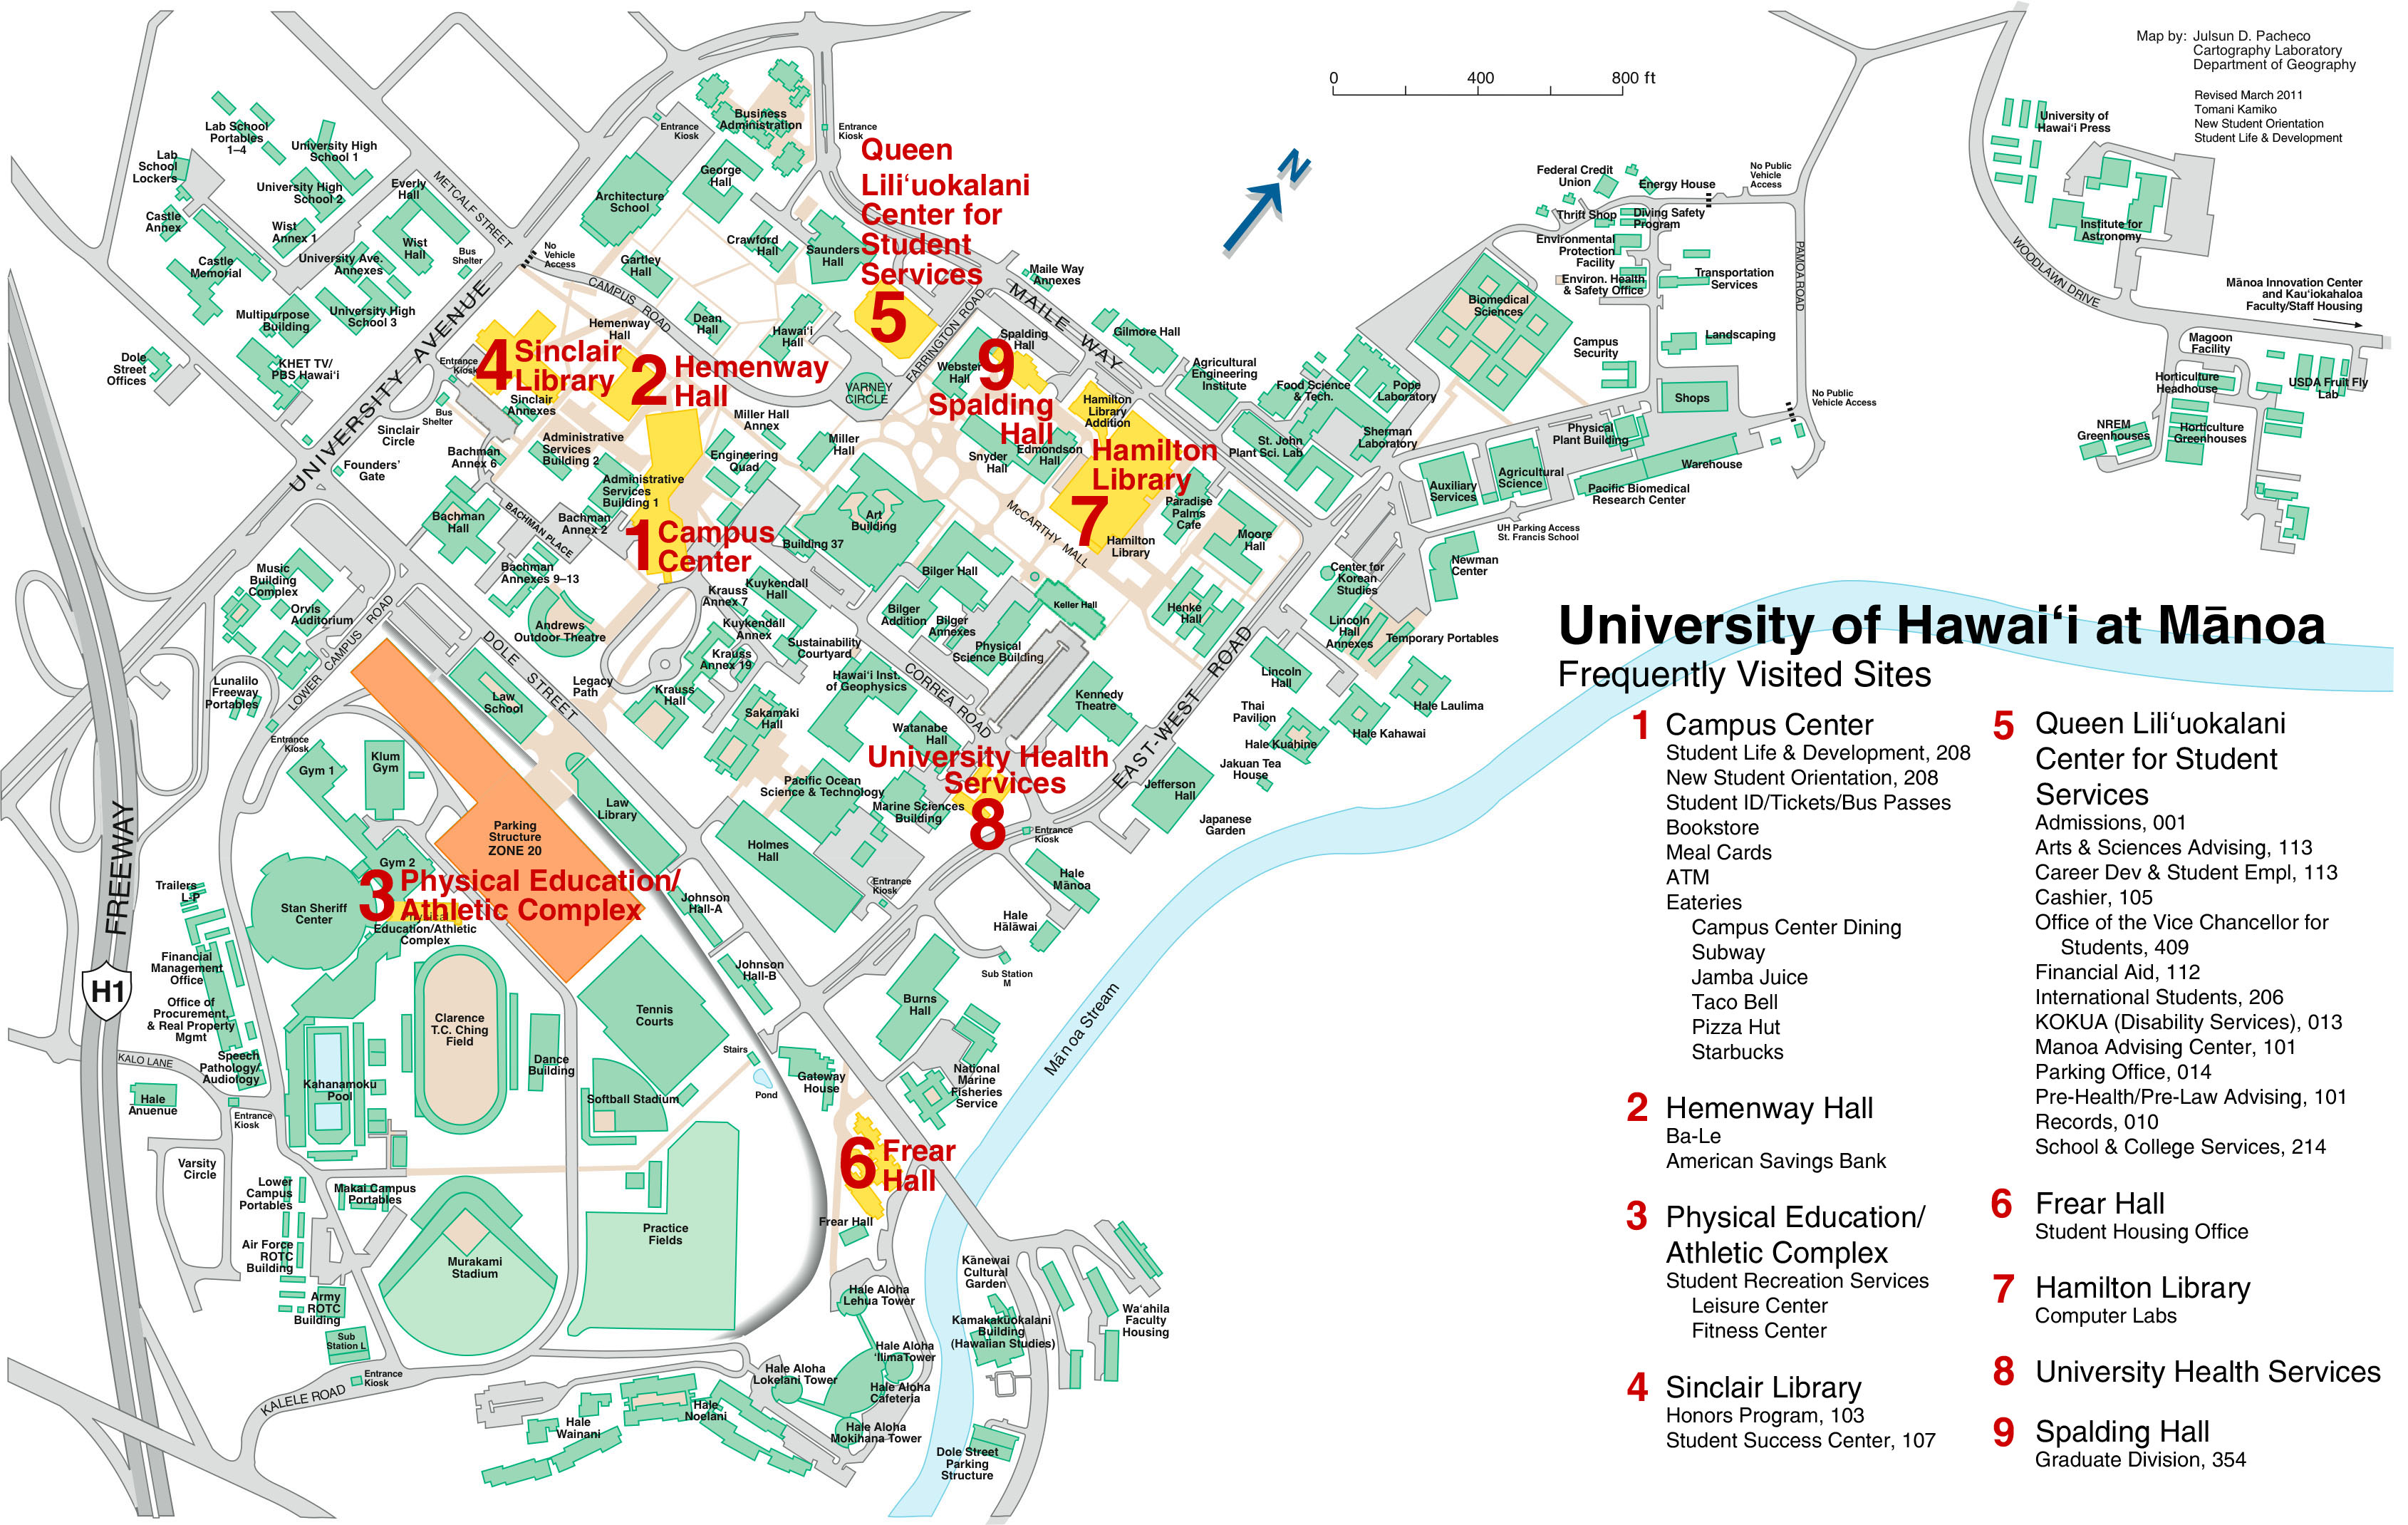 Map by: Julsun D. Pacheco
Cartography Laboratory
Department of Geography
Revised March 2011
Tomani Kamiko
New Student Orientation
Student Life & Development
0 400 800 ft
N
University of Hawaiʻi at Mānoa
Frequently Visited Sites
1 Campus Center
Student Life & Development, 208
New Student Orientation, 208
Student ID/Tickets/Bus Passes
Bookstore
Meal Cards
ATM
Eateries
Campus Center Dining
Subway
Jamba Juice
Taco Bell
Pizza Hut
Starbucks
2 Hemenway Hall
Ba-Le
American Savings Bank
3 Physical Education/
Athletic Complex
Student Recreation Services
Leisure Center
Fitness Center
4 Sinclair Library
Honors Program, 103
Student Success Center, 107
5 Queen Liliʻuokalani
Center for Student
Services
Admissions, 001
Arts & Sciences Advising, 113
Career Dev & Student Empl, 113
Cashier, 105
Office of the Vice Chancellor for
Students, 409
Financial Aid, 112
International Students, 206
KOKUA (Disability Services), 013
Manoa Advising Center, 101
Parking Office, 014
Pre-Health/Pre-Law Advising, 101
Records, 010
School & College Services, 214
6 Frear Hall
Student Housing Office
7 Hamilton Library
Computer Labs
8 University Health Services
9 Spalding Hall
Graduate Division, 354
Lab School
Portables
1–4
Lab
School
Lockers
University High
School 1
University High
School 2
Everly
Hall
Castle
Annex
Wist
Annex 1
Wist
Hall
Castle
Memorial
University Ave.
Annexes
Bus
Shelter
Multipurpose
Building
University High
School 3
Dole
Street
Offices
KHET TV/
PBS Hawaiʻi
METCALF STREET
UNIVERSITY AVENUE
No
Vehicle
Access
Entrance
Kiosk
Business
Administration
Entrance
Kiosk
Architecture
School
George
Hall
Crawford
Hall
Saunders
Hall
Gartley
Hall
CAMPUS ROAD
Hemenway
Hall
Dean
Hall
Hawaiʻi
Hall
Queen
Liliʻuokalani
Center for
Student
Services
5
Maile Way
Annexes
MAILE WAY
FARRINGTON ROAD
VARNEY
CIRCLE
Entrance
Kiosk
4 Sinclair
Library
2 Hemenway
Hall
Sinclair
Annexes
Bus
Shelter
Sinclair
Circle
Founders’
Gate
Bachman
Annex 6
Administrative
Services
Building 2
Administrative
Services
Building 1
Bachman
Hall
BACHMAN PLACE
Bachman
Annex 2
Bachman
Annexes 9–13
1 Campus
Center
Miller Hall
Annex
Miller
Hall
Engineering
Quad
Art
Building
Building 37
Webster
Hall
Spalding
Hall
9
Spalding
Hall
Gilmore Hall
Hamilton
Library
Addition
Snyder
Hall
Edmondson
Hall
Hamilton
Library
7
Hamilton
Library
Paradise
Palms
Cafe
McCARTHY MALL
Moore
Hall
Agricultural
Engineering
Institute
Food Science
& Tech.
Pope
Laboratory
Sherman
Laboratory
St. John
Plant Sci. Lab
Biomedical
Sciences
Federal Credit
Union
Energy House
No Public
Vehicle
Access
Thrift Shop
Diving Safety
Program
Environmental
Protection
Facility
Environ. Health
& Safety Office
Transportation
Services
Landscaping
Campus
Security
Shops
PAMOA ROAD
No Public
Vehicle Access
Physical
Plant Building
Warehouse
Pacific Biomedical
Research Center
Auxiliary
Services
Agricultural
Science
UH Parking Access
St. Francis School
Newman
Center
Center for
Korean
Studies
Lincoln
Hall
Annexes
Temporary Portables
Lincoln
Hall
Hale Laulima
Hale Kahawai
Thai
Pavilion
Hale Kuahine
Jakuan Tea
House
Jefferson
Hall
Japanese
Garden
EAST-WEST ROAD
Henke
Hall
Keller Hall
Bilger Hall
Bilger
Addition
Bilger
Annexes
Physical
Science Building
Kennedy
Theatre
CORREA ROAD
Kuykendall
Hall
Krauss
Annex 7
Kuykendall
Annex
Sustainability
Courtyard
Krauss
Annex 19
Krauss
Hall
Hawaiʻi Inst.
of Geophysics
Sakamaki
Hall
Watanabe
Hall
University Health
Services
8
Pacific Ocean
Science & Technology
Marine Sciences
Building
Holmes
Hall
Entrance
Kiosk
Entrance
Kiosk
Hale
Mānoa
Hale
Hālāwai
Sub Station
M
Burns
Hall
National
Marine
Fisheries
Service
Mānoa Stream
Music
Building
Complex
Orvis
Auditorium
Andrews
Outdoor Theatre
Legacy
Path
DOLE STREET
LOWER CAMPUS ROAD
Lunalilo
Freeway
Portables
Entrance
Kiosk
Law
School
Law
Library
Gym 1
Klum
Gym
Gym 2
Parking
Structure
ZONE 20
3 Physical Education/
Athletic Complex
Education/Athletic
Complex
Stan Sheriff
Center
Trailers
L-P
Financial
Management
Office
Office of
Procurement,
& Real Property
Mgmt
Speech
Pathology/
Audiology
FREEWAY
H1
KALO LANE
Hale
Anuenue
Entrance
Kiosk
Kahanamoku
Pool
Clarence
T.C. Ching
Field
Dance
Building
Tennis
Courts
Softball Stadium
Johnson
Hall-A
Johnson
Hall-B
Stairs
Pond
Gateway
House
6 Frear
Hall
Frear Hall
Varsity
Circle
Lower
Campus
Portables
Makai Campus
Portables
Air Force
ROTC
Building
Army
ROTC
Building
Sub
Station L
Murakami
Stadium
Practice
Fields
Entrance
Kiosk
KALELE ROAD
Hale
Wainani
Hale
Noelani
Hale Aloha
Lehua Tower
Hale Aloha
ʻIlimaTower
Hale Aloha
Lokelani Tower
Hale Aloha
Cafeteria
Hale Aloha
Mokihana Tower
Kānewai
Cultural
Garden
Kamakakuokalani
Building
(Hawaiian Studies)
Waʻahila
Faculty
Housing
Dole Street
Parking
Structure
University of
Hawaiʻi Press
Institute for
Astronomy
WOODLAWN DRIVE
Mānoa Innovation Center
and Kauʻiokahaloa
Faculty/Staff Housing
Magoon
Facility
Horticulture
Headhouse
USDA Fruit Fly
Lab
NREM
Greenhouses
Horticulture
Greenhouses